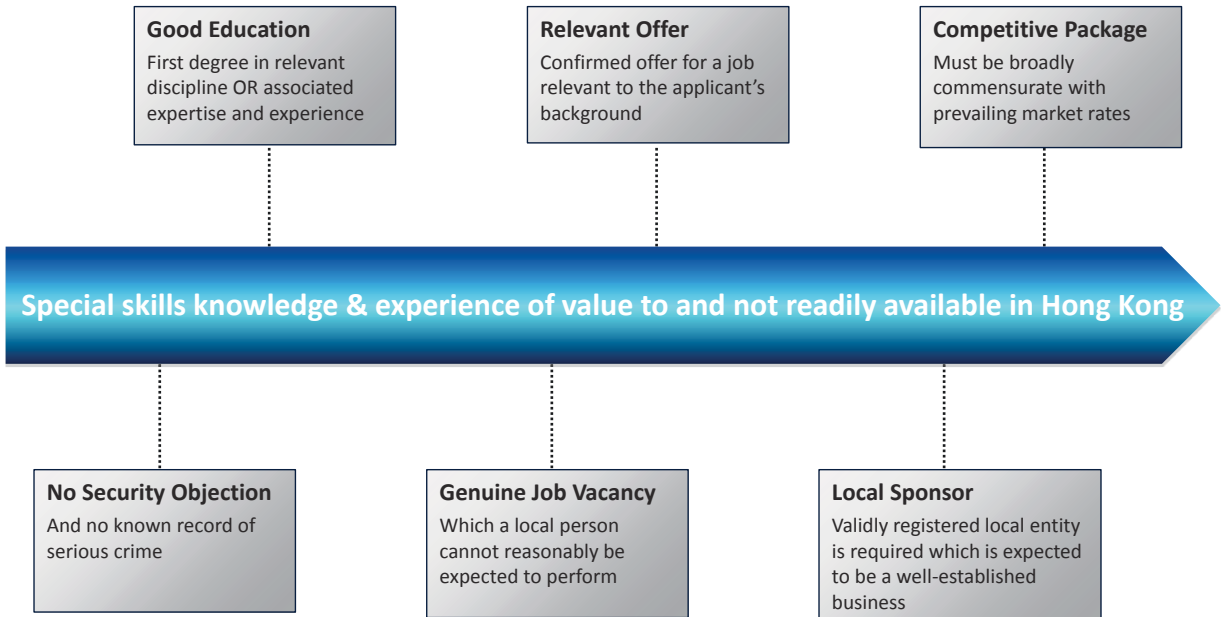 Good Education
First degree in relevant
discipline OR associated
expertise and experience
Relevant Offer
Confirmed offer for a job
relevant to the applicant's
background
Competitive Package
Must be broadly
commensurate with
prevailing market rates
Special skills knowledge & experience of value to and not readily available in Hong Kong
No Security Objection
And no known record of
serious crime
Genuine Job Vacancy
Which a local person
cannot reasonably be
expected to perform
Local Sponsor
Validly registered local entity
is required which is expected
to be a well-established
business